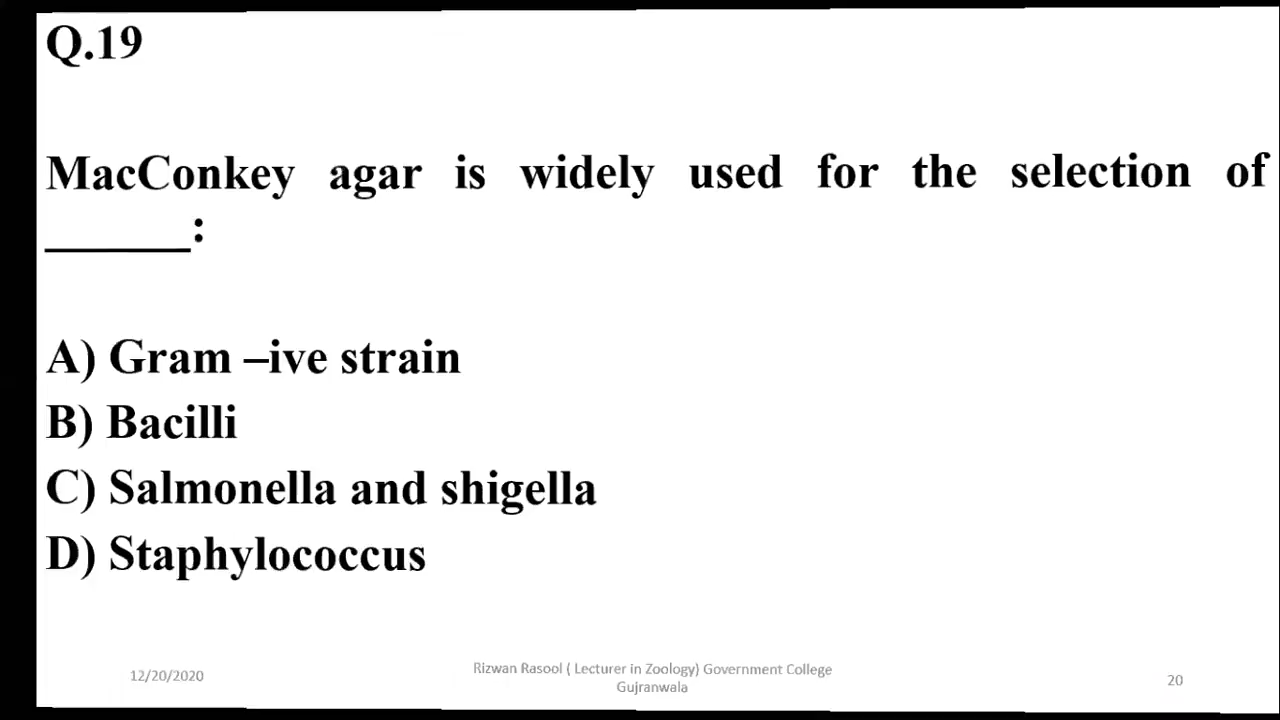 Q.19
MacConkey agar is widely used for the selection of
______:
A) Gram –ive strain
B) Bacilli
C) Salmonella and shigella
D) Staphylococcus
12/20/2020
Rizwan Rasool ( Lecturer in Zoology) Government College
Gujranwala
20